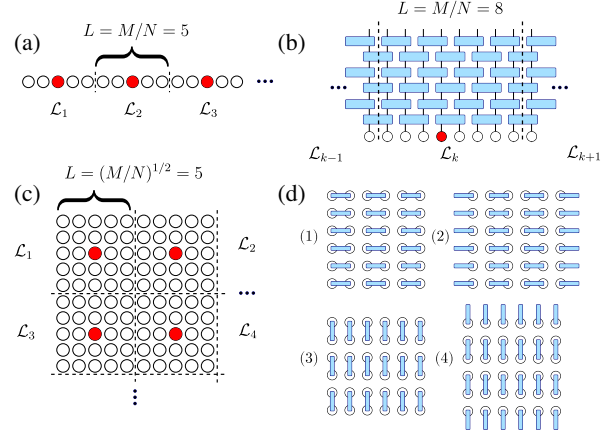 (a)
L = M/N = 5
ℒ₁ ℒ₂ ℒ₃
(b)
L = M/N = 8
ℒₖ₋₁ ℒₖ ℒₖ₊₁
(c)
L = (M/N)^{1/2} = 5
ℒ₁ ℒ₂
ℒ₃ ℒ₄
(d)
(1) (2)
(3) (4)